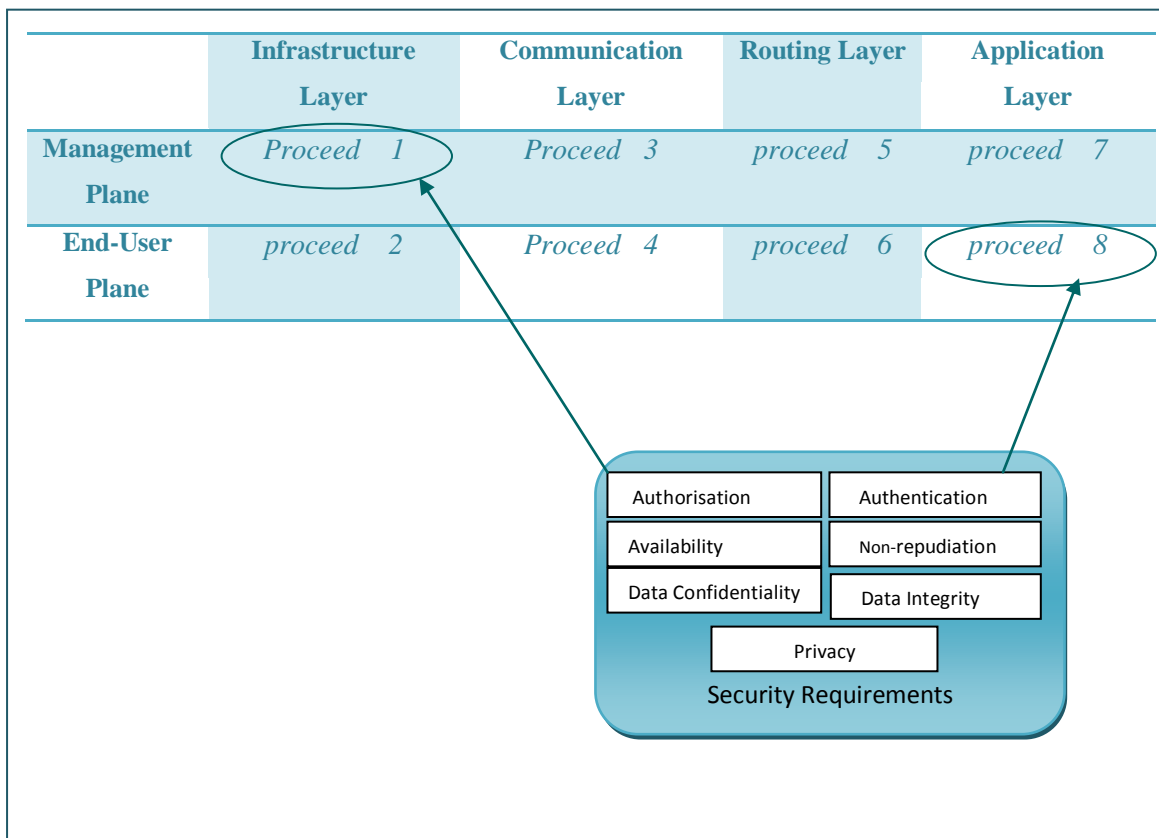 Infrastructure Layer Communication Layer Routing Layer Application Layer
Management Plane Proceed 1 Proceed 3 proceed 5 proceed 7
End-User Plane proceed 2 Proceed 4 proceed 6 proceed 8
Authorisation Authentication
Availability Non-repudiation
Data Confidentiality Data Integrity
Privacy
Security Requirements